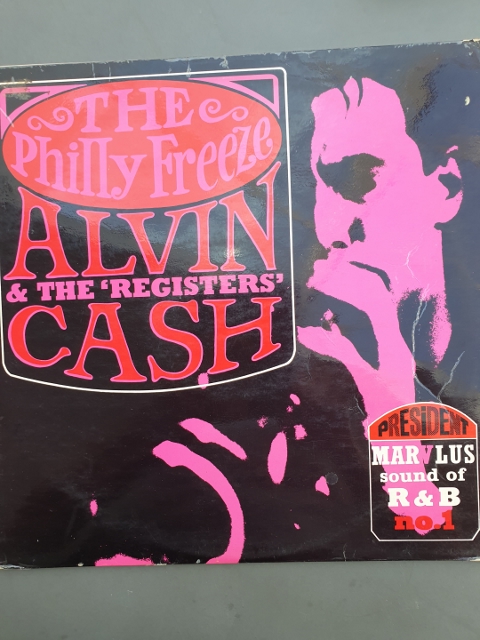 THE
Philly Freeze
ALVIN
& THE ‘REGISTERS’
CASH
PRESiDENT
MARVLUS
sound of
R & B
no.1